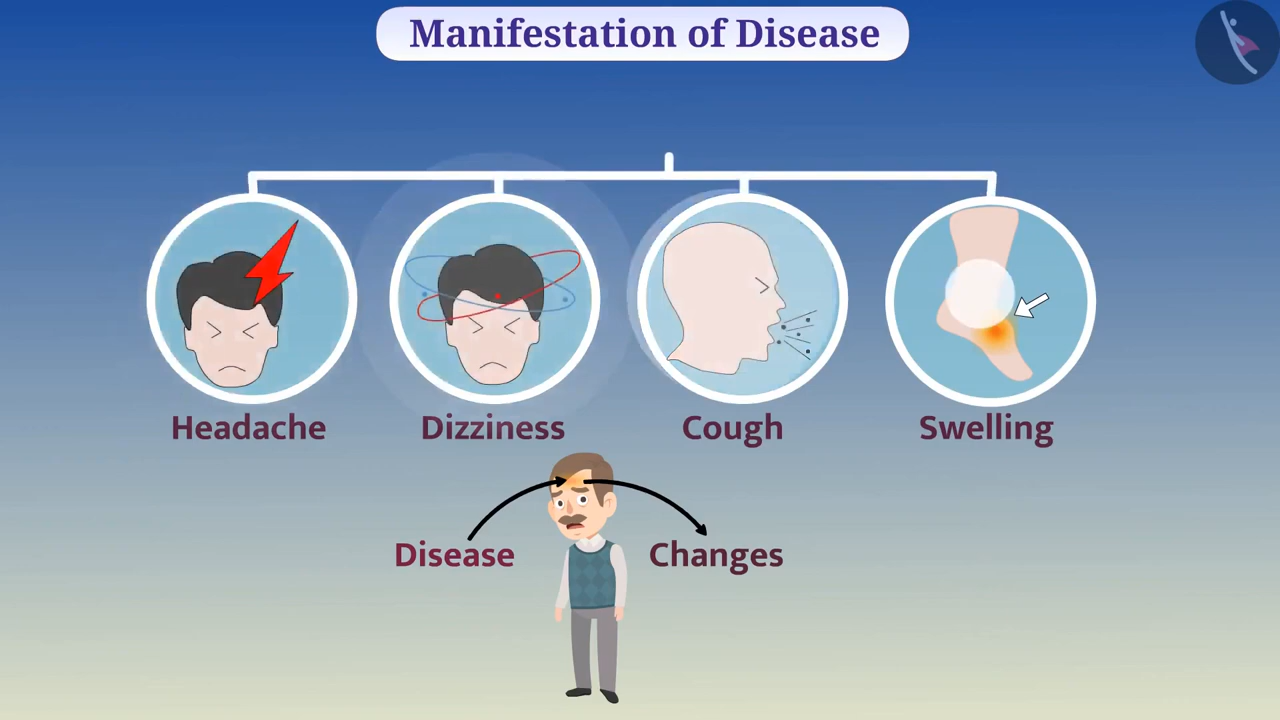 Manifestation of Disease
Headache
Dizziness
Cough
Swelling
Disease
Changes